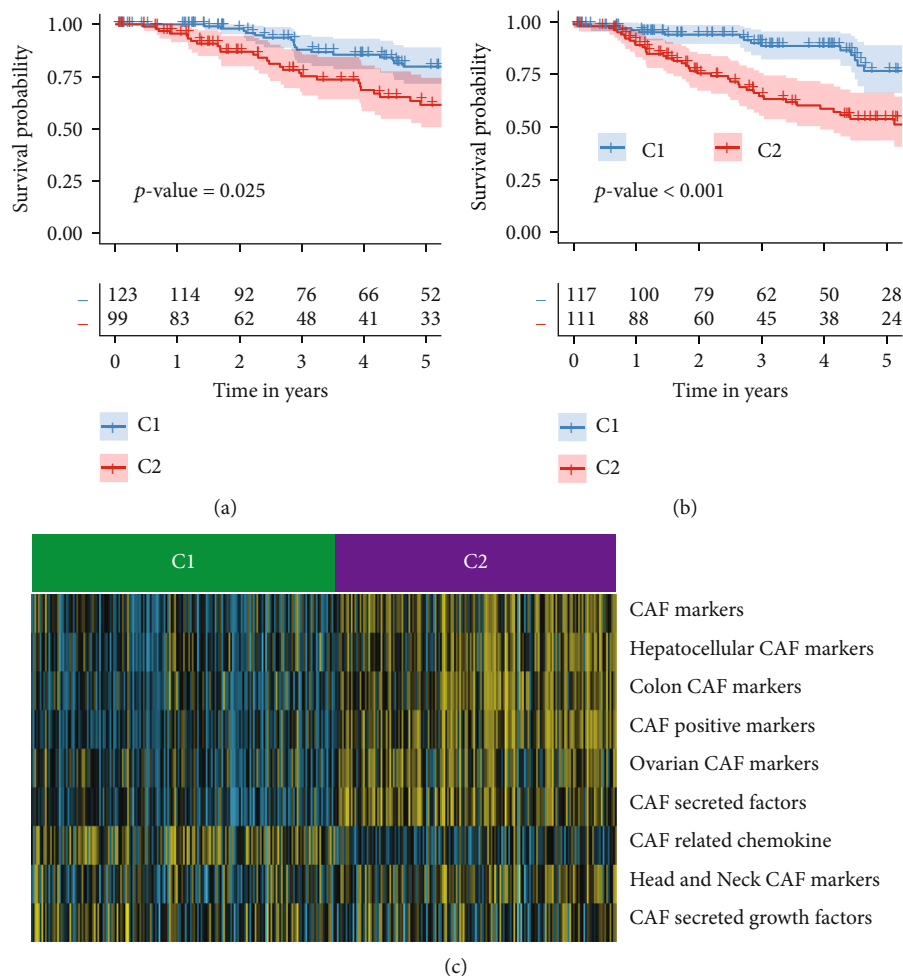 1.00
0.75
0.50
0.25
0.00
Survival probability
p-value = 0.025
123 114 92 76 66 52
99 83 62 48 41 33
0 1 2 3 4 5
Time in years
C1
C2
(a)
1.00
0.75
0.50
0.25
0.00
Survival probability
C1 C2
p-value < 0.001
117 100 79 62 50 28
111 88 60 45 38 24
0 1 2 3 4 5
Time in years
C1
C2
(b)
C1 C2
CAF markers
Hepatocellular CAF markers
Colon CAF markers
CAF positive markers
Ovarian CAF markers
CAF secreted factors
CAF related chemokine
Head and Neck CAF markers
CAF secreted growth factors
(c)